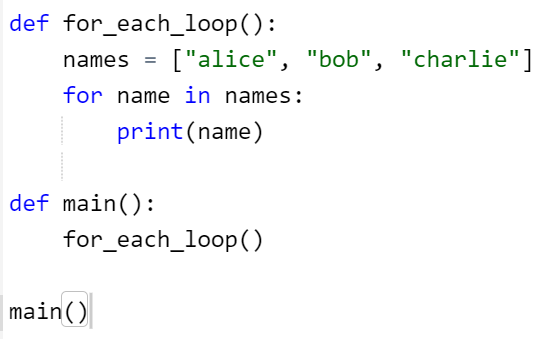 def for_each_loop():
    names = ["alice", "bob", "charlie"]
    for name in names:
        print(name)

def main():
    for_each_loop()

main()